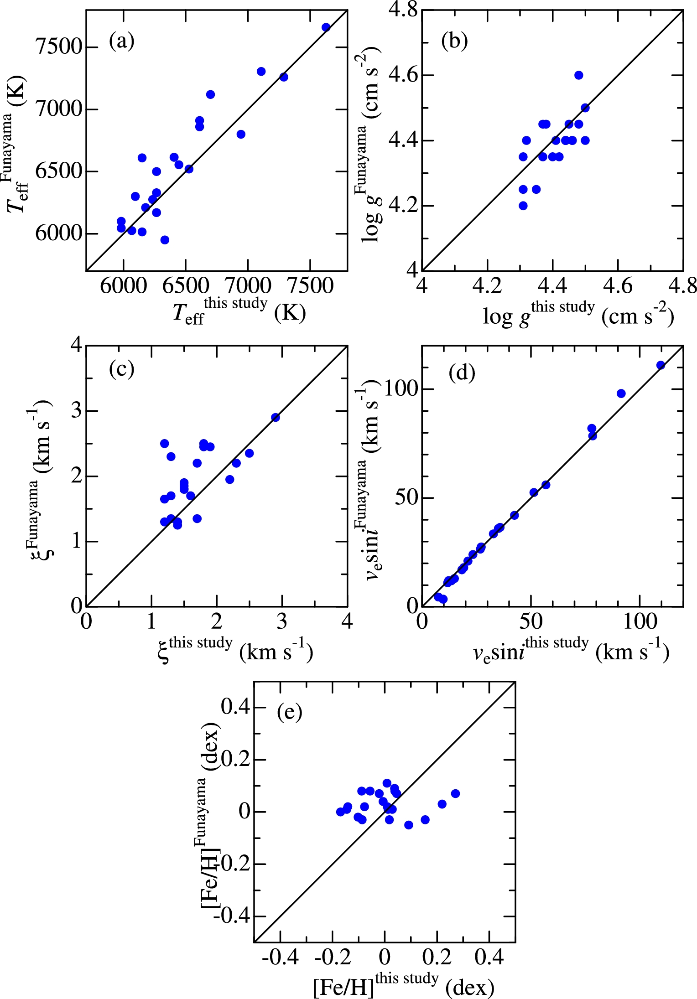 (a)
7500
7000
6500
6000
T_eff^Funayama (K)
6000 6500 7000 7500
T_eff^this study (K)
(b)
4.8
4.6
4.4
4.2
4
log g^Funayama (cm s^-2)
4 4.2 4.4 4.6 4.8
log g^this study (cm s^-2)
(c)
4
3
2
1
0
ξ^Funayama (km s^-1)
0 1 2 3 4
ξ^this study (km s^-1)
(d)
100
50
0
v_e sini^Funayama (km s^-1)
0 50 100
v_e sini^this study (km s^-1)
(e)
0.4
0.2
0
-0.2
-0.4
[Fe/H]^Funayama (dex)
-0.4 -0.2 0 0.2 0.4
[Fe/H]^this study (dex)